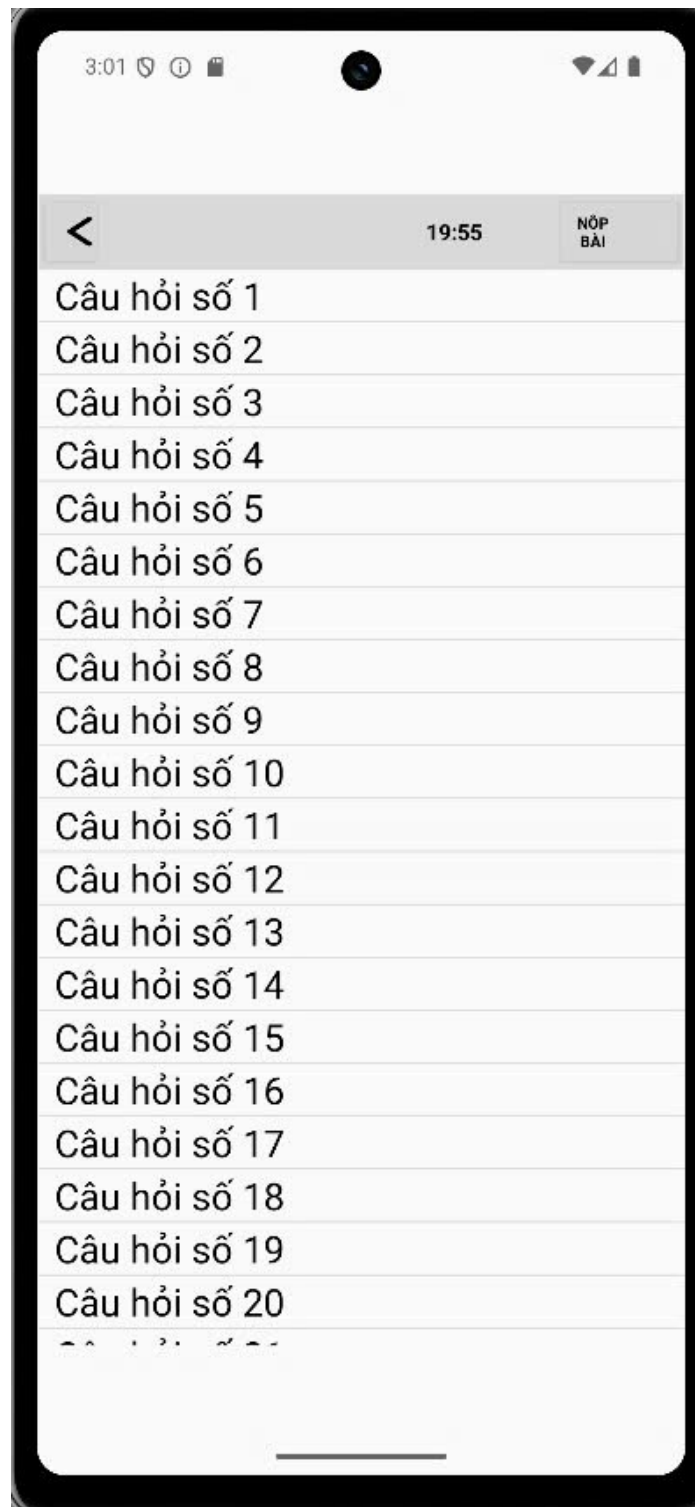 3:01
<
19:55
NỘP
BÀI
Câu hỏi số 1
Câu hỏi số 2
Câu hỏi số 3
Câu hỏi số 4
Câu hỏi số 5
Câu hỏi số 6
Câu hỏi số 7
Câu hỏi số 8
Câu hỏi số 9
Câu hỏi số 10
Câu hỏi số 11
Câu hỏi số 12
Câu hỏi số 13
Câu hỏi số 14
Câu hỏi số 15
Câu hỏi số 16
Câu hỏi số 17
Câu hỏi số 18
Câu hỏi số 19
Câu hỏi số 20